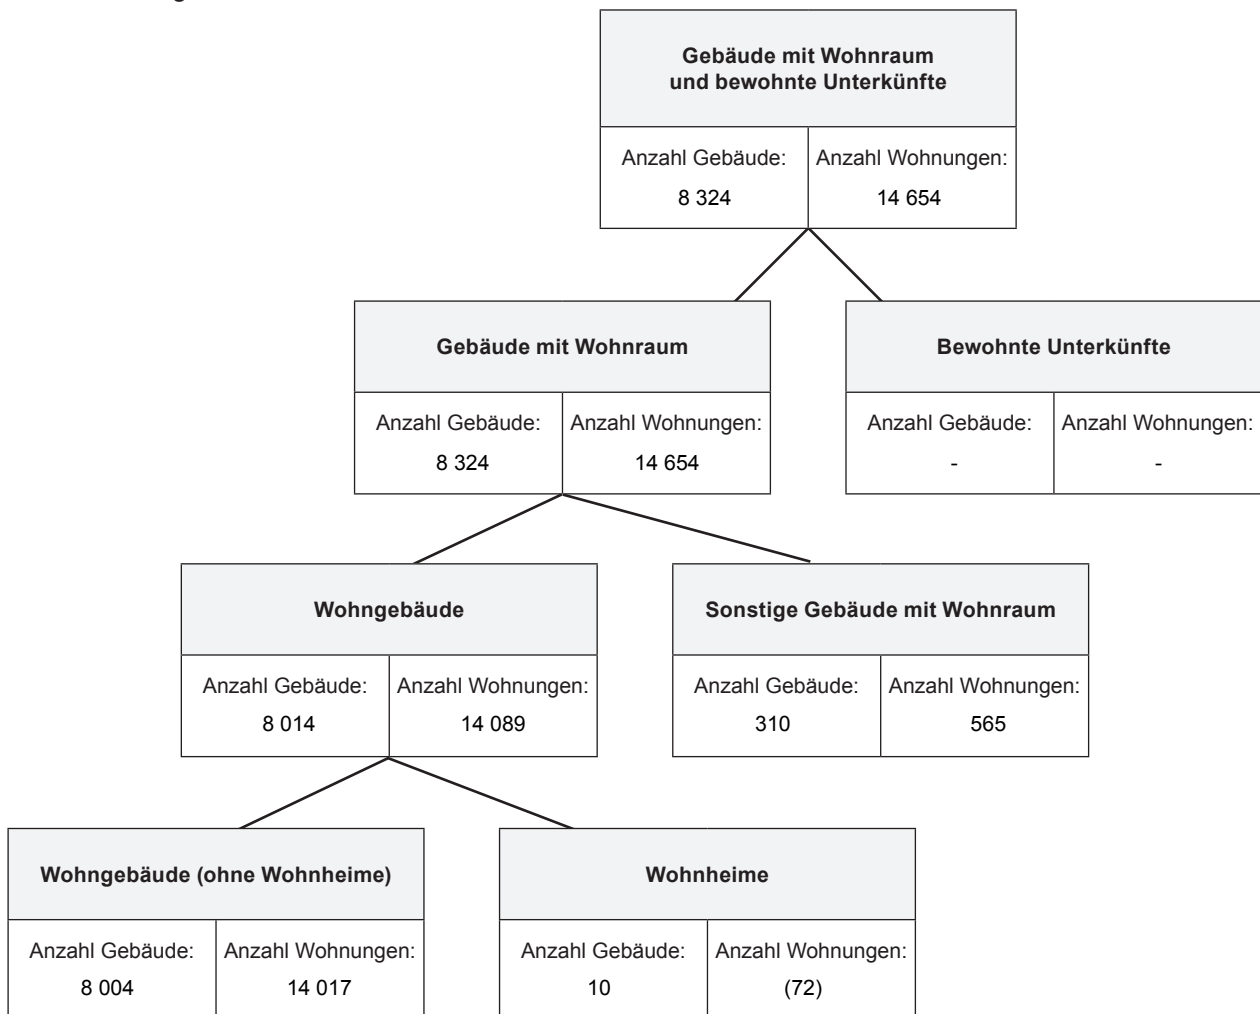 Gebäude mit Wohnraum
und bewohnte Unterkünfte
Anzahl Gebäude: Anzahl Wohnungen:
8 324 14 654
Gebäude mit Wohnraum Bewohnte Unterkünfte
Anzahl Gebäude: Anzahl Wohnungen: Anzahl Gebäude: Anzahl Wohnungen:
8 324 14 654 - -
Wohngebäude Sonstige Gebäude mit Wohnraum
Anzahl Gebäude: Anzahl Wohnungen: Anzahl Gebäude: Anzahl Wohnungen:
8 014 14 089 310 565
Wohngebäude (ohne Wohnheime) Wohnheime
Anzahl Gebäude: Anzahl Wohnungen: Anzahl Gebäude: Anzahl Wohnungen:
8 004 14 017 10 (72)